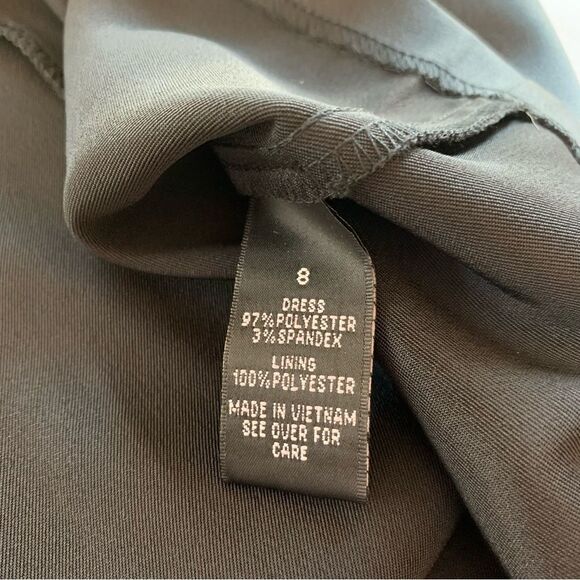 8
DRESS
97%POLYESTER
3%SPANDEX
LINING
100%POLYESTER
MADE IN VIETNAM
SEE OVER FOR
CARE